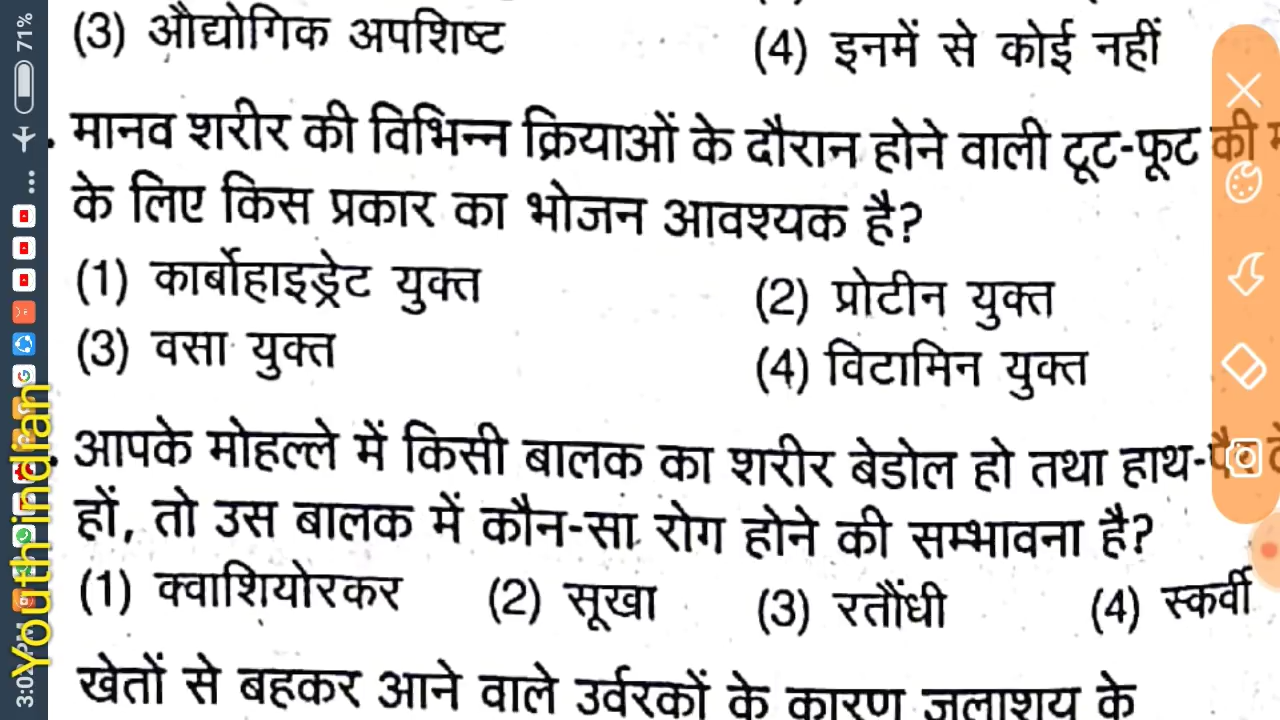 (3) औद्योगिक अपशिष्ट (4) इनमें से कोई नहीं
. मानव शरीर की विभिन्न क्रियाओं के दौरान होने वाली टूट-फूट की
के लिए किस प्रकार का भोजन आवश्यक है?
(1) कार्बोहाइड्रेट युक्त (2) प्रोटीन युक्त
(3) वसा युक्त (4) विटामिन युक्त
. आपके मोहल्ले में किसी बालक का शरीर बेडोल हो तथा हाथ-पैर
हों, तो उस बालक में कौन-सा रोग होने की सम्भावना है?
(1) क्वाशियोरकर (2) सूखा (3) रतौंधी (4) स्कर्वी
खेतों से बहकर आने वाले उर्वरकों के कारण जलाशय के
71%
Youth indian